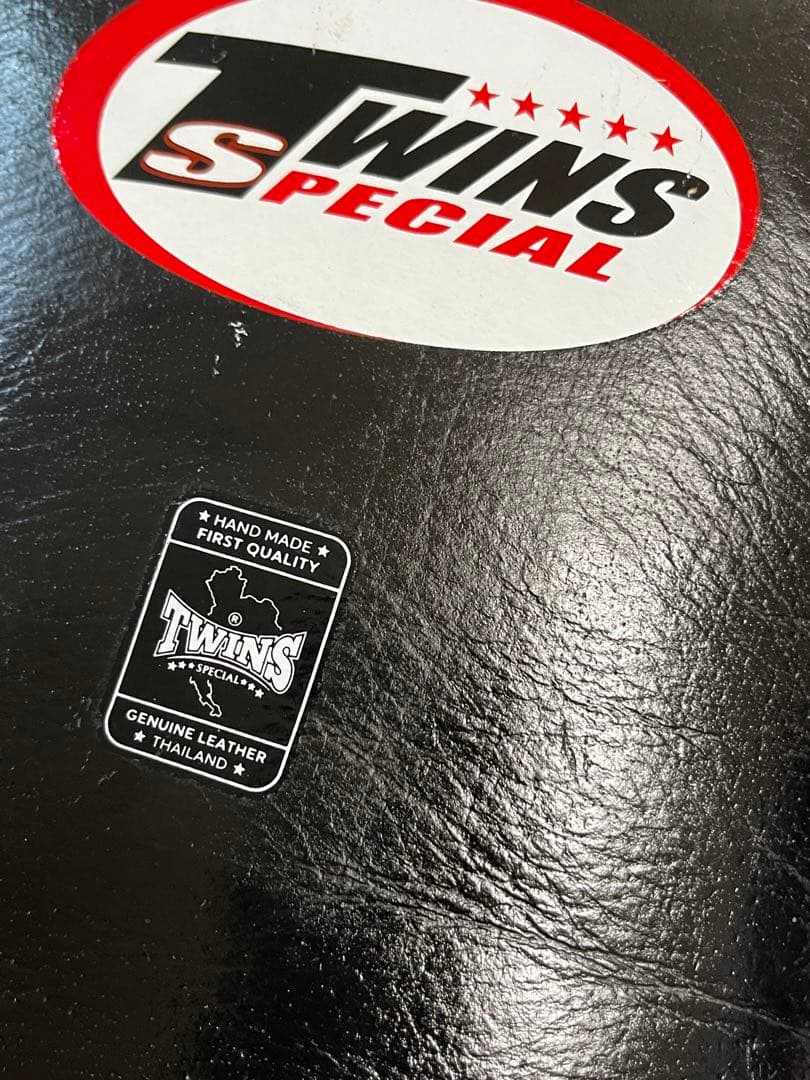 TWINS
SPECIAL
HAND MADE
FIRST QUALITY
®
TWINS
SPECIAL
GENUINE LEATHER
THAILAND